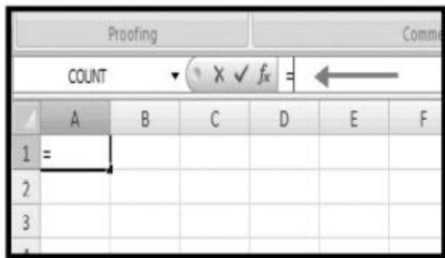 Proofing Comme
COUNT fx =
A B C D E F
1 =
2
3